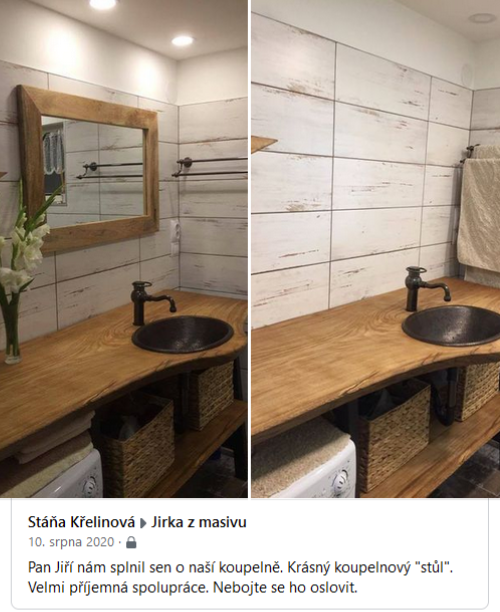 Stáňa Křelinová ▸ Jirka z masivu
10. srpna 2020 ·
Pan Jiří nám splnil sen o naší koupelně. Krásný koupelnový "stůl".
Velmi příjemná spolupráce. Nebojte se ho oslovit.